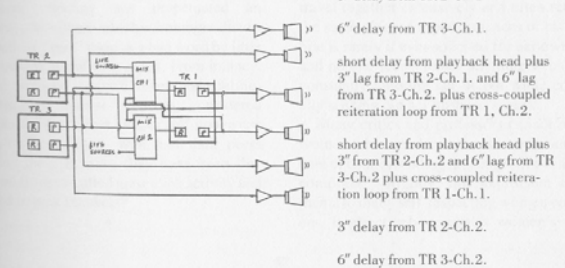 6″ delay from TR 3-Ch. 1.
short delay from playback head plus
3″ lag from TR 2-Ch. 1. and 6″ lag
from TR 3-Ch. 2. plus cross-coupled
reiteration loop from TR 1, Ch.2.
short delay from playback head plus
3″ from TR 2-Ch.2 and 6″ lag from TR
3-Ch. 2 plus cross-coupled reitera-
tion loop from TR 1-Ch. 1.
3″ delay from TR 2-Ch. 2.
6″ delay from TR 3-Ch. 2.
TR 2
R P
R P
TR 3
R P
R P
LIVE
SOURCES
MIX
CH 1
TR 1
R P
R P
MIX
CH 2
LIVE
SOURCES